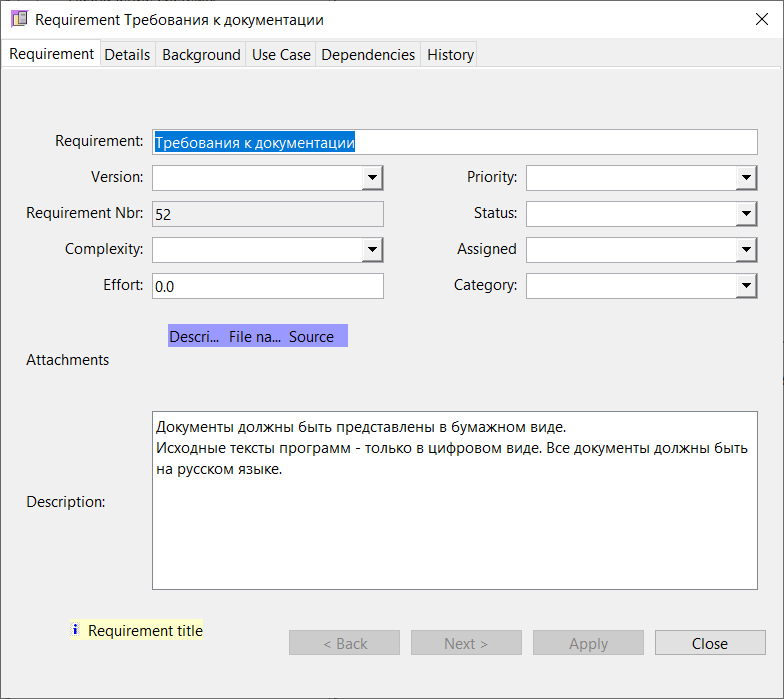 Requirement Требования к документации
Requirement Details Background Use Case Dependencies History
Requirement: Требования к документации
Version: Priority:
Requirement Nbr: 52 Status:
Complexity: Assigned
Effort: 0.0 Category:
Descri... File na... Source
Attachments
Документы должны быть представлены в бумажном виде.
Исходные тексты программ - только в цифровом виде. Все документы должны быть
на русском языке.
Description:
Requirement title
< Back Next > Apply Close